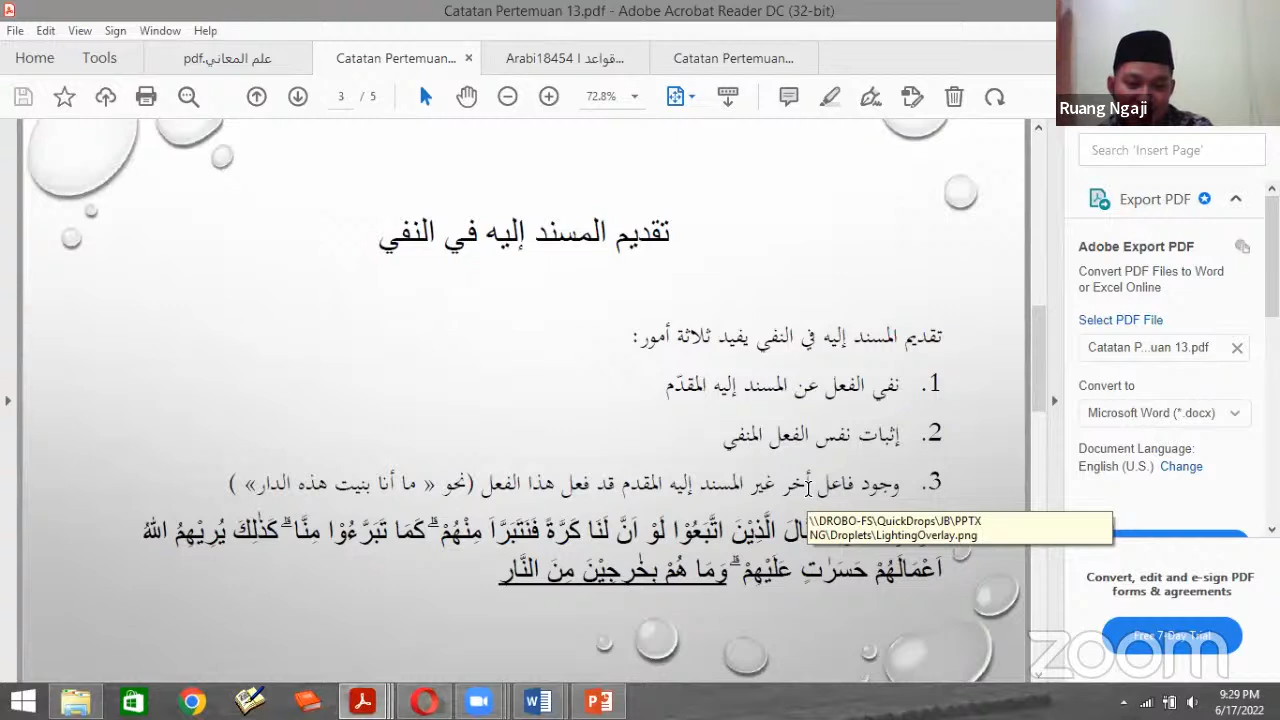 Catatan Pertemuan 13.pdf - Adobe Acrobat Reader DC (32-bit)
File Edit View Sign Window Help
Home Tools علم المعاني.pdf Catatan Pertemuan... × قواعد ا Arabi18454... Catatan Pertemuan...
3 / 5 72.8%
Ruang Ngaji
Search 'Insert Page'
Export PDF
Adobe Export PDF
Convert PDF Files to Word
or Excel Online
Select PDF File
Catatan P...uan 13.pdf
Convert to
Microsoft Word (*.docx)
Document Language:
English (U.S.) Change
Convert, edit and e-sign PDF
forms & agreements
Free 7-Day Trial
zoom
تقديم المسند إليه في النفي
تقديم المسند إليه في النفي يفيد ثلاثة أمور:
1. نفي الفعل عن المسند إليه المقدّم
2. إثبات نفس الفعل المنفي
3. وجود فاعل أخر غير المسند إليه المقدم قد فعل هذا الفعل (نحو « ما أنا بنيت هذه الدار» )
\\DROBO-FS\QuickDrops\JB\PPTX
NG\Droplets\LightingOverlay.png
الَّذِيْنَ اتَّبَعُوْا لَوْ اَنَّ لَنَا كَرَّةً فَنَتَبَرَّاَ مِنْهُمْ ۗ كَمَا تَبَرَّءُوْا مِنَّا ۗ كَذٰلِكَ يُرِيْهِمُ اللّٰهُ
اَعْمَالَهُمْ حَسَرٰتٍ عَلَيْهِمْ ۗ وَمَا هُمْ بِخٰرِجِيْنَ مِنَ النَّارِ
9:29 PM
6/17/2022